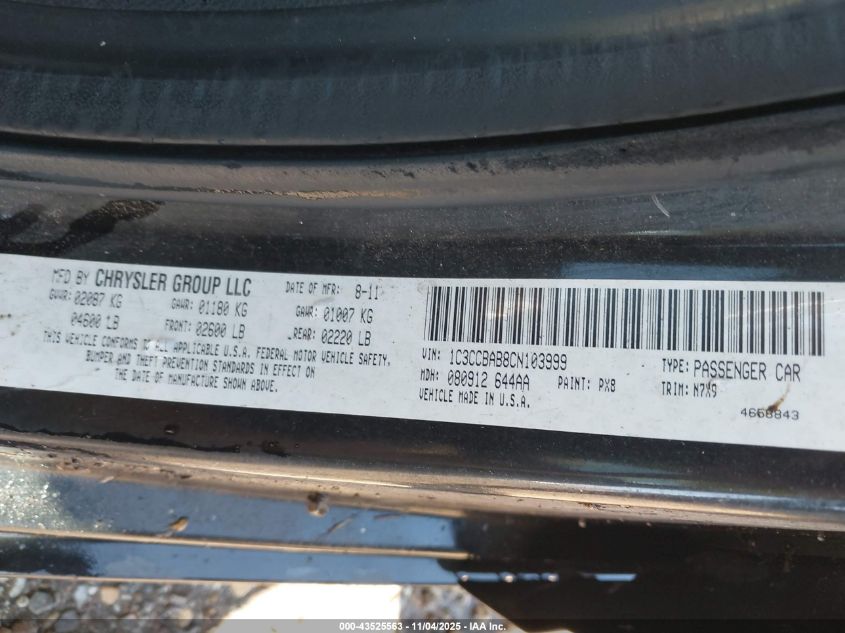 MFD BY CHRYSLER GROUP LLC DATE OF MFR: 8-11
GVWR: 02087 KG GAWR: 01180 KG GAWR: 01007 KG
04600 LB FRONT: 02600 LB REAR: 02220 LB
THIS VEHICLE CONFORMS TO ALL APPLICABLE U.S.A. FEDERAL MOTOR VEHICLE SAFETY,
BUMPER, AND THEFT PREVENTION STANDARDS IN EFFECT ON
THE DATE OF MANUFACTURE SHOWN ABOVE.
VIN: 1C3CCBAB8CN103999 TYPE: PASSENGER CAR
MDH: 080912 644AA PAINT: PX8 TRIM: N7X9
VEHICLE MADE IN U.S.A.
4668843
000-43525563 - 11/04/2025 - IAA Inc.